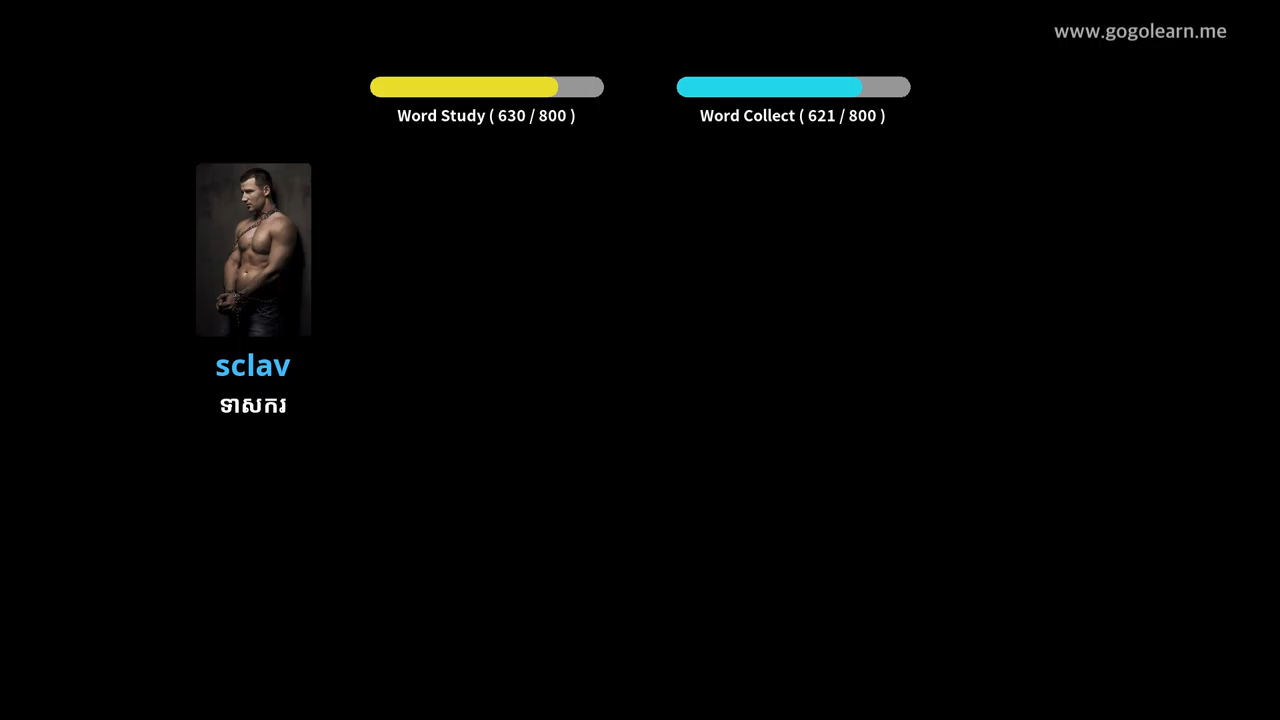 www.gogolearn.me
Word Study ( 630 / 800 )
Word Collect ( 621 / 800 )
sclav
ទាសករ